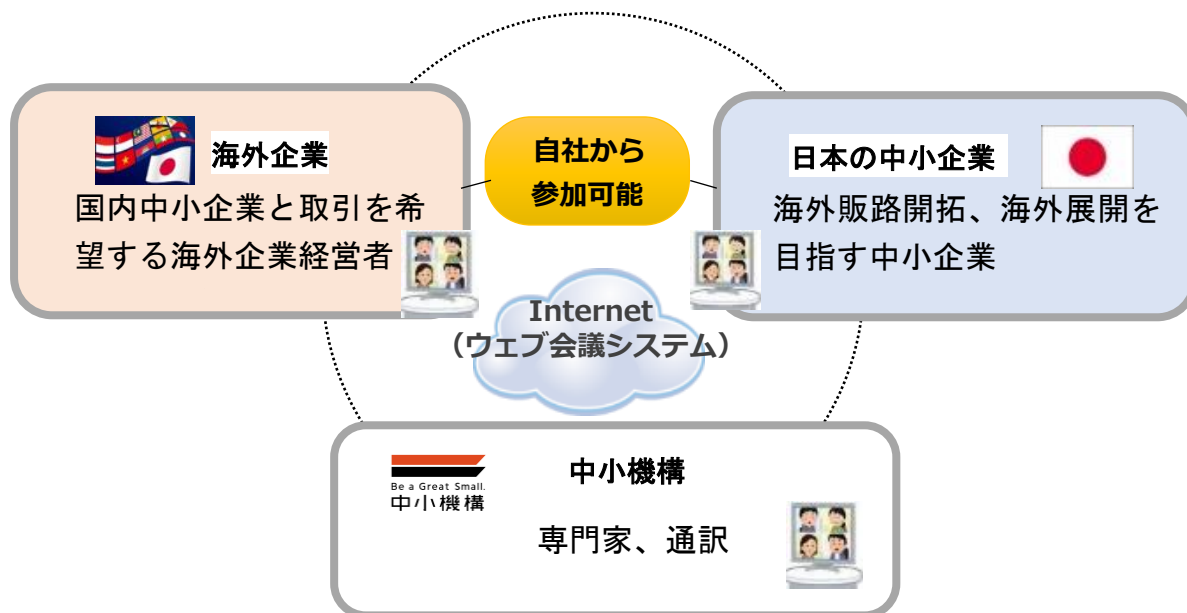 海外企業
国内中小企業と取引を希
望する海外企業経営者
自社から
参加可能
日本の中小企業
海外販路開拓、海外展開を
目指す中小企業
Internet
（ウェブ会議システム）
Be a Great Small.
中小機構
中小機構
専門家、通訳